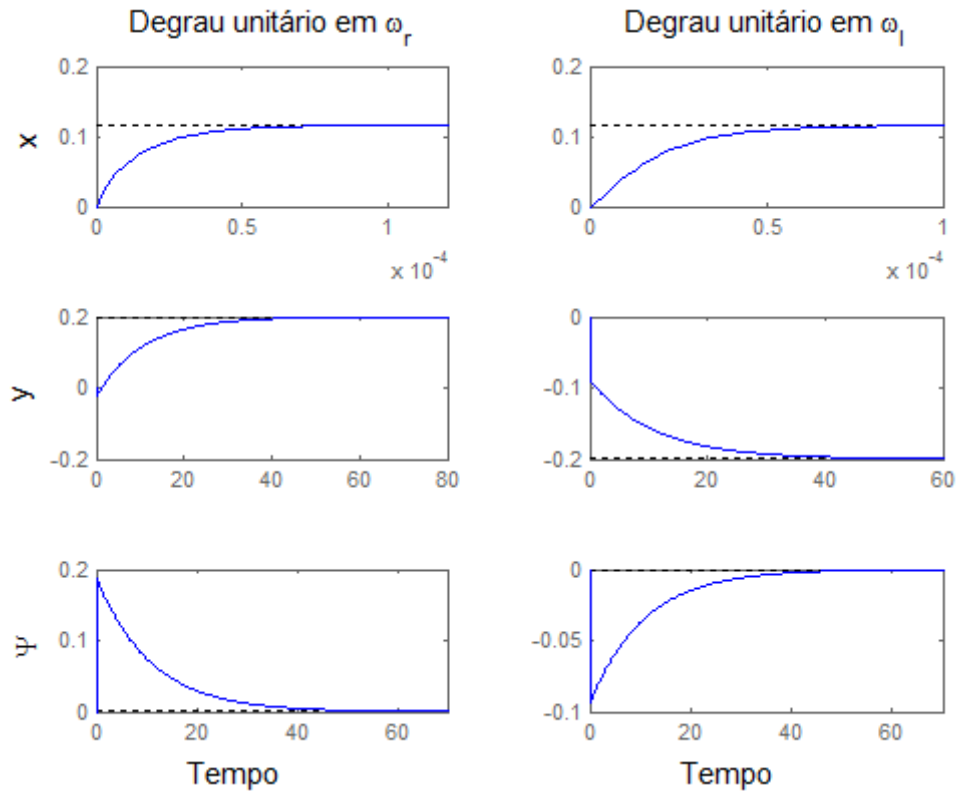 Degrau unitário em ω_r Degrau unitário em ω_l
0.2 0.2
x 0.1 0.1
0 0
0 0.5 1 0 0.5 1
x 10^-4 x 10^-4
0.2 0
y 0 -0.1
-0.2 -0.2
0 20 40 60 80 0 20 40 60
0.2 0
Ψ 0.1 -0.05
0 -0.1
0 20 40 60 0 20 40 60
Tempo Tempo